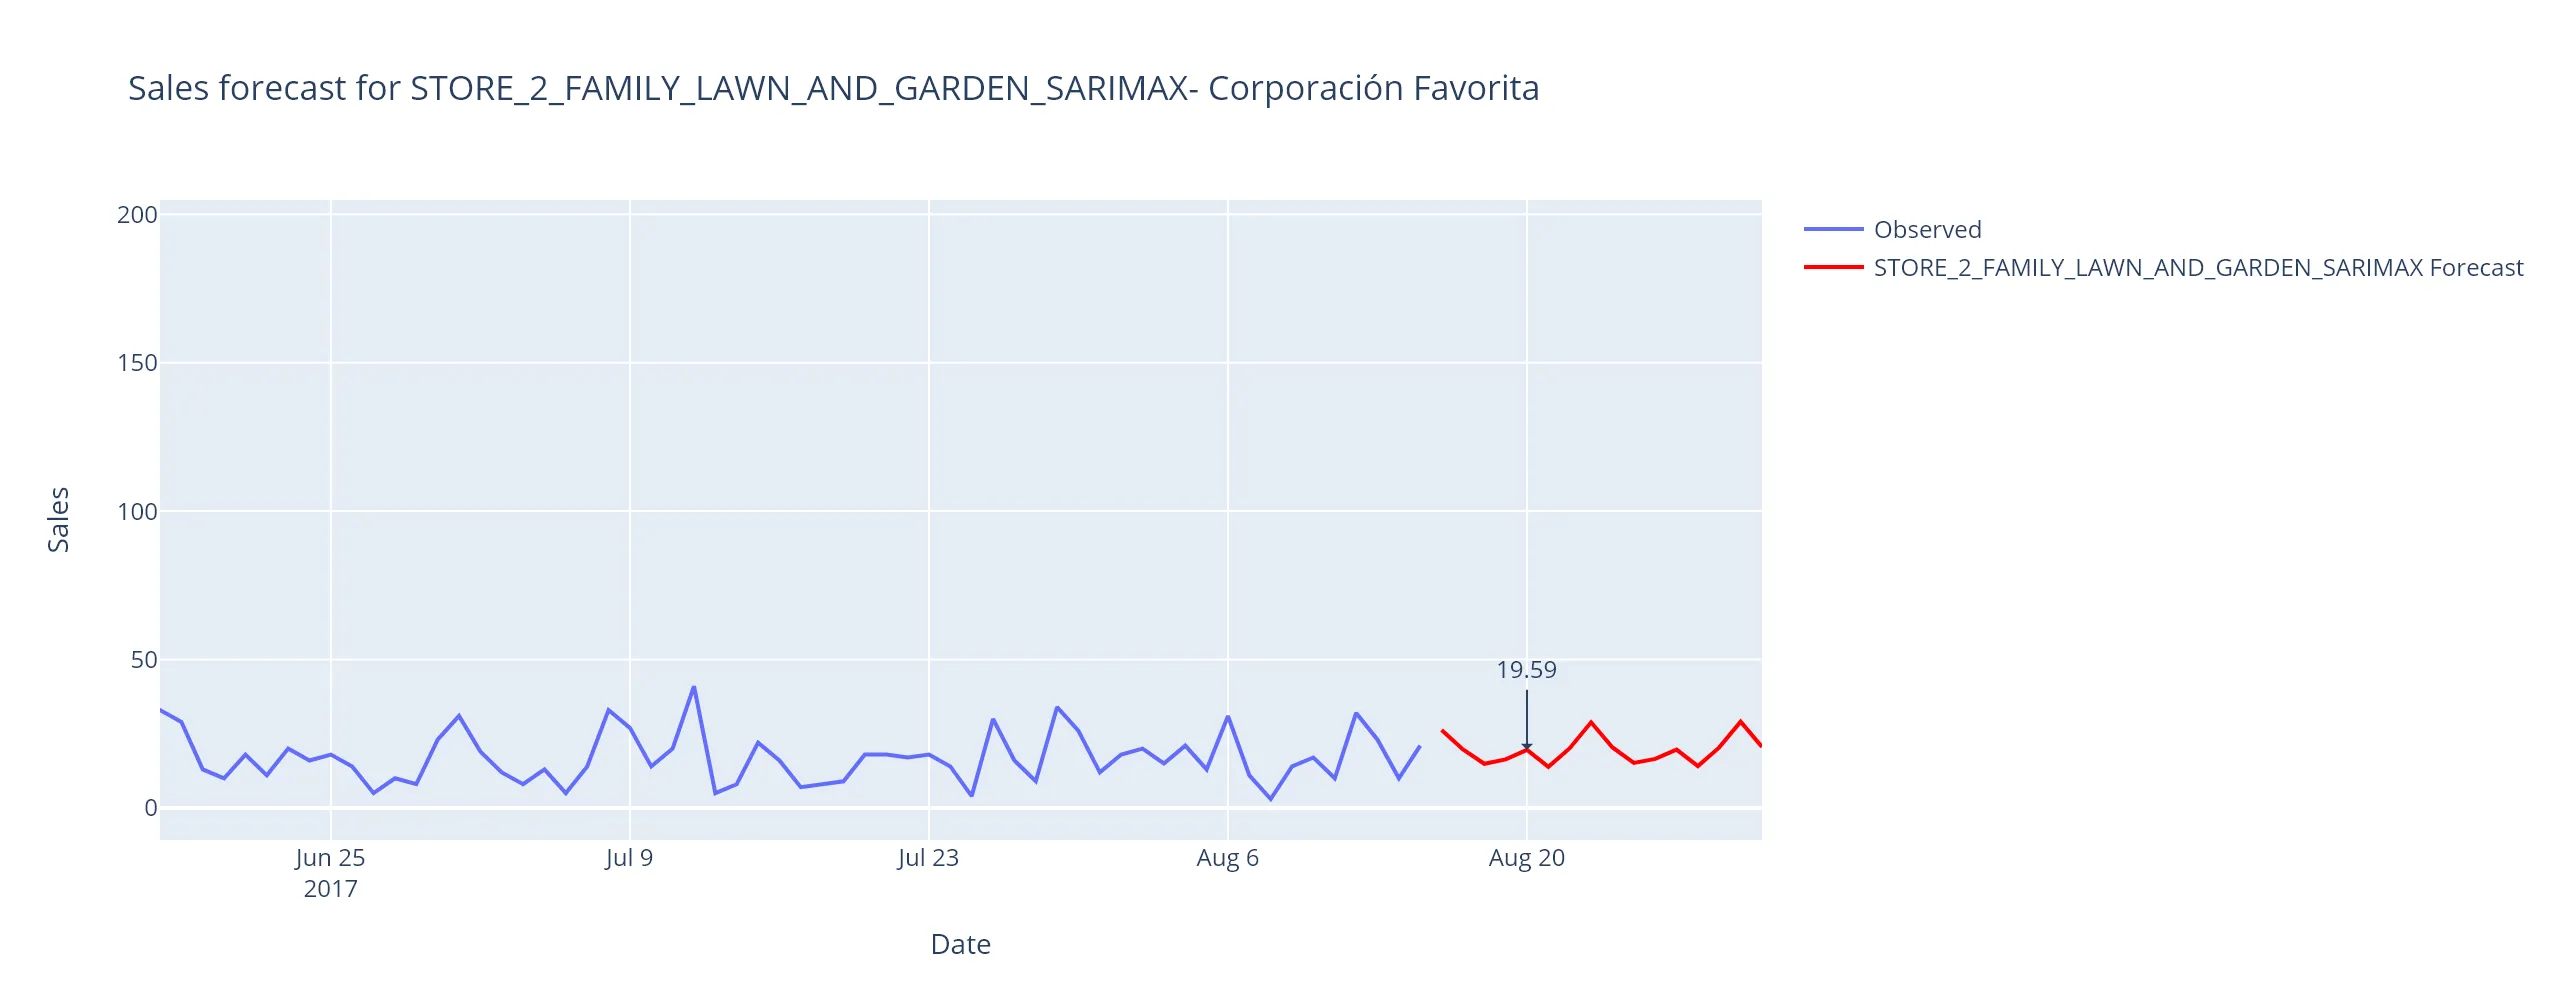 Sales forecast for STORE_2_FAMILY_LAWN_AND_GARDEN_SARIMAX- Corporación Favorita
Observed
STORE_2_FAMILY_LAWN_AND_GARDEN_SARIMAX Forecast
200
150
100
50
0
Sales
19.59
Jun 25
2017
Jul 9
Jul 23
Aug 6
Aug 20
Date